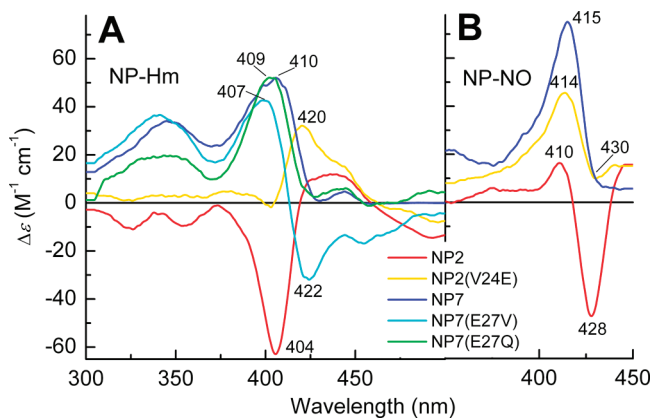 A
B
NP-Hm
NP-NO
409
410
407
420
422
404
415
414
410
430
428
Δε (M⁻¹ cm⁻¹)
60
40
20
0
-20
-40
-60
NP2
NP2(V24E)
NP7
NP7(E27V)
NP7(E27Q)
300
350
400
450
400
450
Wavelength (nm)